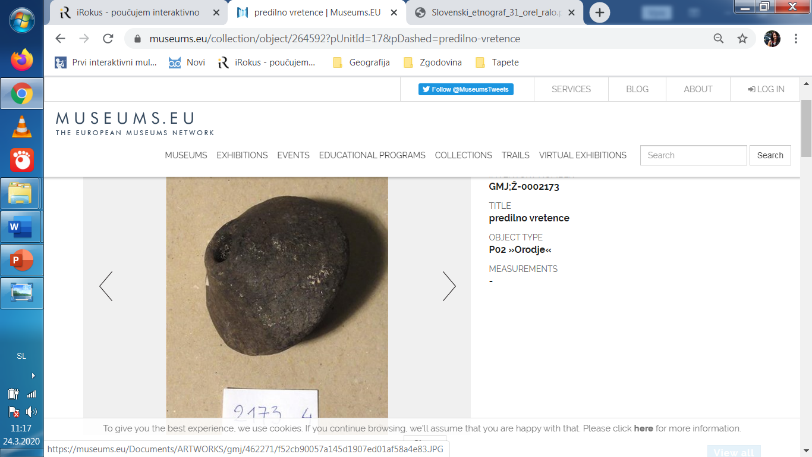 iRokus – poučujem interaktivno
predilno vretence | Museums.EU
Slovenski_etnograf_31_orel_ralo.p
museums.eu/collection/object/264592?pUnitId=17&pDashed=predilno-vretence
Prvi interaktivni mul...
Novi
iRokus – poučujem...
Geografija
Zgodovina
Tapete
Follow @MuseumsTweets
SERVICES
BLOG
ABOUT
LOG IN
MUSEUMS.EU
THE EUROPEAN MUSEUMS NETWORK
MUSEUMS EXHIBITIONS EVENTS EDUCATIONAL PROGRAMS COLLECTIONS TRAILS VIRTUAL EXHIBITIONS
Search
Search
GMJ;Ž-0002173
TITLE
predilno vretence
OBJECT TYPE
P02 »Orodje«
MEASUREMENTS
-
2173 4
To give you the best experience, we use cookies. If you continue browsing, we'll assume that you are happy with that. Please click here for more information.
View all
https://museums.eu/Documents/ARTWORKS/gmj/462271/f52cb90057a145d1907ed01af58a4e83.JPG
SL
11:17
24.3.2020